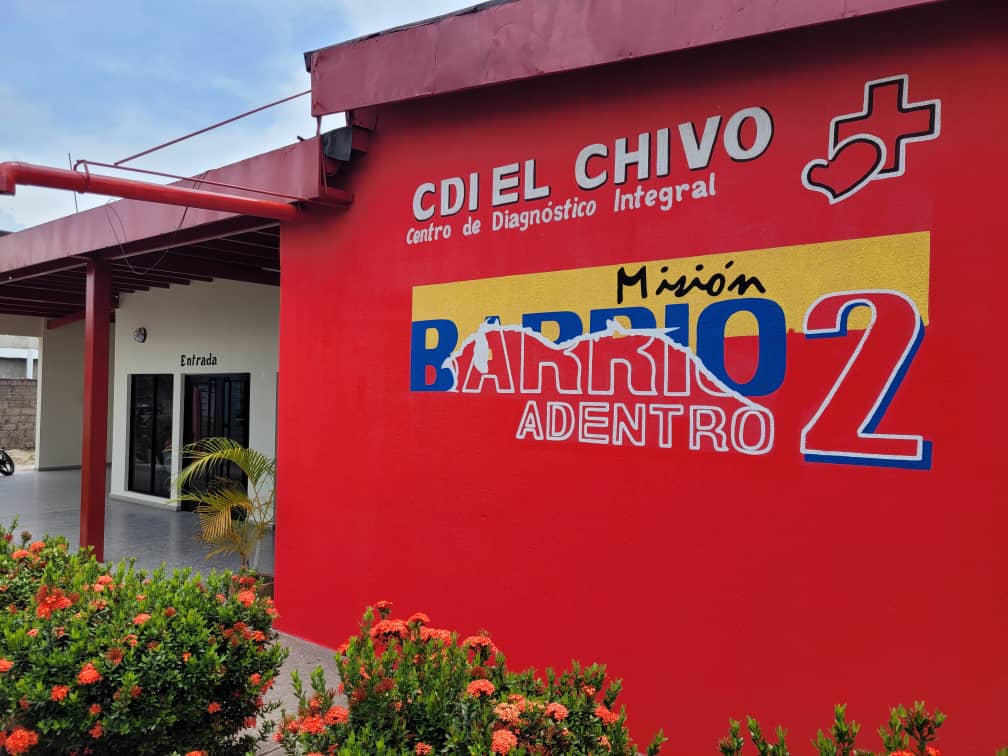 CDI EL CHIVO
Centro de Diagnóstico Integral
Misión
BARRIO 2
ADENTRO
Entrada